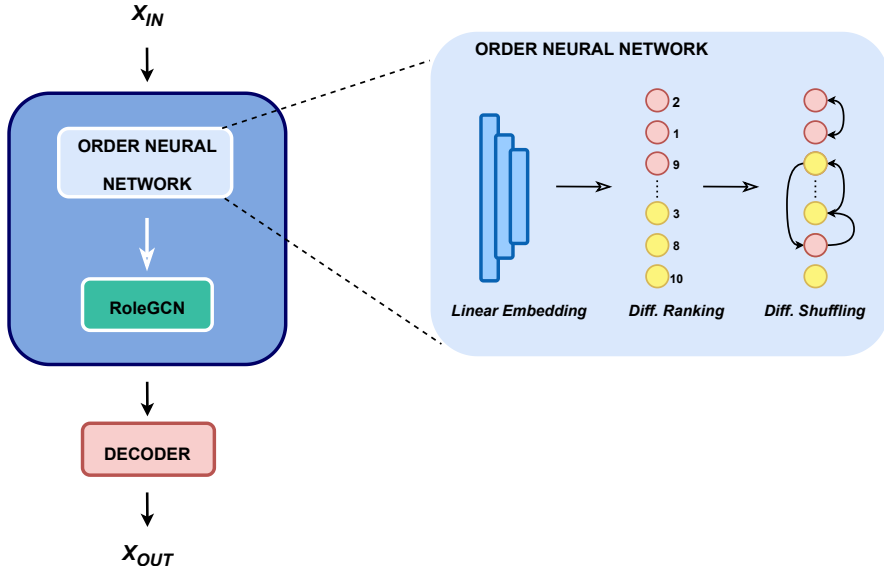 X_IN
ORDER NEURAL
NETWORK
RoleGCN
DECODER
X_OUT
ORDER NEURAL NETWORK
2
1
9
3
8
10
Linear Embedding
Diff. Ranking
Diff. Shuffling